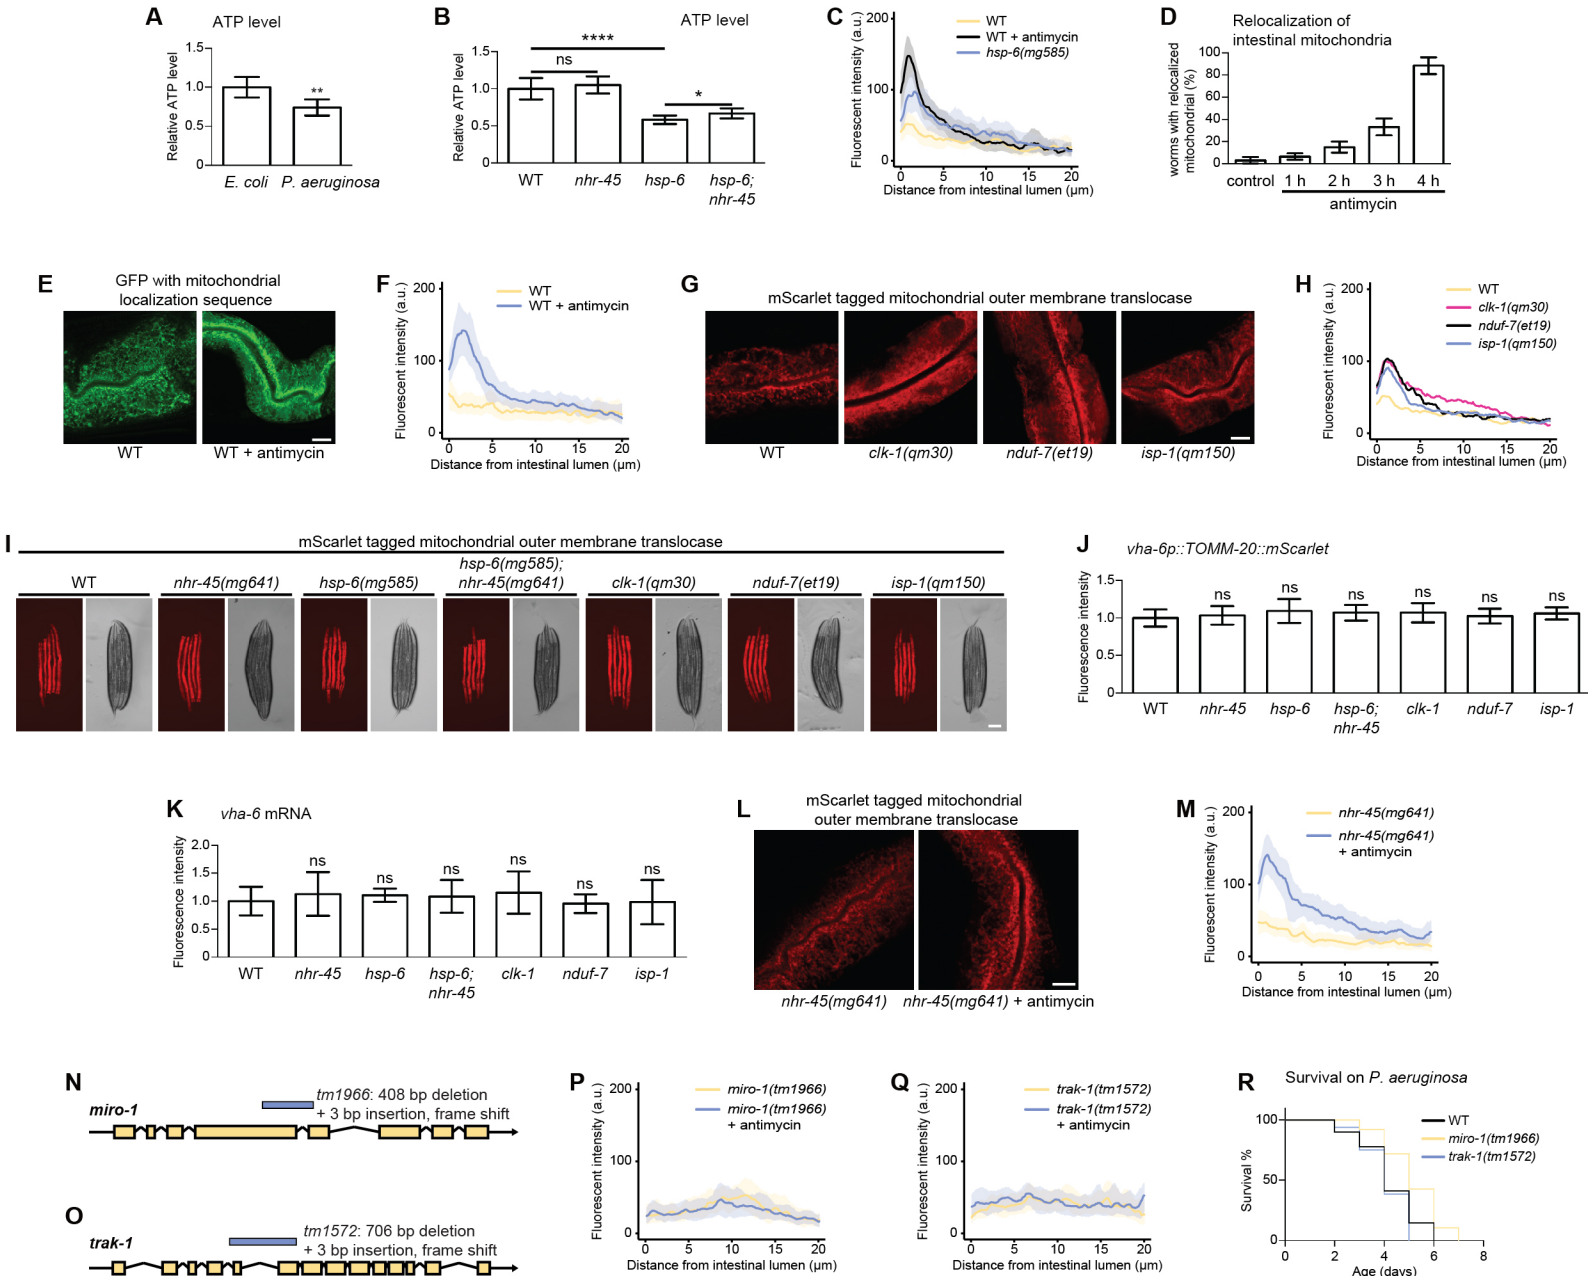 A
ATP level
Relative ATP level
1.5
1.0
0.5
0
**
E. coli
P. aeruginosa
B
ATP level
Relative ATP level
1.5
1.0
0.5
0
****
ns
*
WT
nhr-45
hsp-6
hsp-6;
nhr-45
C
Fluorescent intensity (a.u.)
200
100
0
WT
WT + antimycin
hsp-6(mg585)
0 5 10 15 20
Distance from intestinal lumen (µm)
D
Relocalization of
intestinal mitochondria
worms with relocalized
mitochondrial (%)
100
80
60
40
20
0
control 1 h 2 h 3 h 4 h
antimycin
E
GFP with mitochondrial
localization sequence
WT
WT + antimycin
F
Fluorescent intensity (a.u.)
200
100
0
WT
WT + antimycin
0 5 10 15 20
Distance from intestinal lumen (µm)
G
mScarlet tagged mitochondrial outer membrane translocase
WT
clk-1(qm30)
nduf-7(et19)
isp-1(qm150)
H
Fluorescent intensity (a.u.)
200
100
0
WT
clk-1(qm30)
nduf-7(et19)
isp-1(qm150)
0 5 10 15 20
Distance from intestinal lumen (µm)
I
mScarlet tagged mitochondrial outer membrane translocase
WT
nhr-45(mg641)
hsp-6(mg585)
hsp-6(mg585);
nhr-45(mg641)
clk-1(qm30)
nduf-7(et19)
isp-1(qm150)
J
vha-6p::TOMM-20::mScarlet
Fluorescence intensity
1.5
1.0
0.5
0
ns ns ns ns ns ns
WT
nhr-45
hsp-6
hsp-6;
nhr-45
clk-1
nduf-7
isp-1
K
vha-6 mRNA
Fluorescence intensity
2.0
1.5
1.0
0.5
0
ns ns ns ns ns ns
WT
nhr-45
hsp-6
hsp-6;
nhr-45
clk-1
nduf-7
isp-1
L
mScarlet tagged mitochondrial
outer membrane translocase
nhr-45(mg641)
nhr-45(mg641) + antimycin
M
Fluorescent intensity (a.u.)
200
100
0
nhr-45(mg641)
nhr-45(mg641)
+ antimycin
0 5 10 15 20
Distance from intestinal lumen (µm)
N
miro-1
tm1966: 408 bp deletion
+ 3 bp insertion, frame shift
O
trak-1
tm1572: 706 bp deletion
+ 3 bp insertion, frame shift
P
Fluorescent intensity (a.u.)
200
100
0
miro-1(tm1966)
miro-1(tm1966)
+ antimycin
0 5 10 15 20
Distance from intestinal lumen (µm)
Q
Fluorescent intensity (a.u.)
200
100
0
trak-1(tm1572)
trak-1(tm1572)
+ antimycin
0 5 10 15 20
Distance from intestinal lumen (µm)
R
Survival on P. aeruginosa
Survival %
100
50
0
WT
miro-1(tm1966)
trak-1(tm1572)
0 2 4 6 8
Age (days)